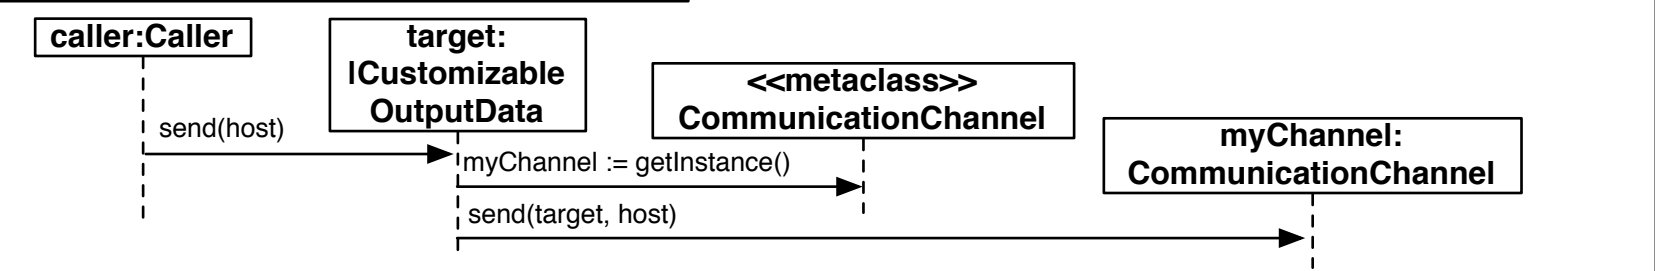 caller:Caller
target:
ICustomizable
OutputData
<<metaclass>>
CommunicationChannel
myChannel:
CommunicationChannel
send(host)
myChannel := getInstance()
send(target, host)